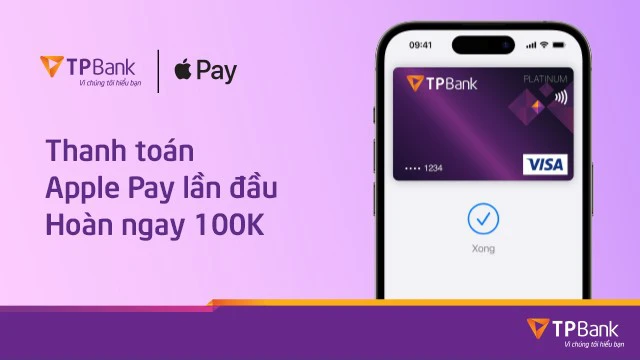 TPBank
Vì chúng tôi hiểu bạn
Pay
Thanh toán
Apple Pay lần đầu
Hoàn ngay 100K
09:41
TPBank
PLATINUM
•••• 1234
VISA
Xong
TPBank
Vì chúng tôi hiểu bạn